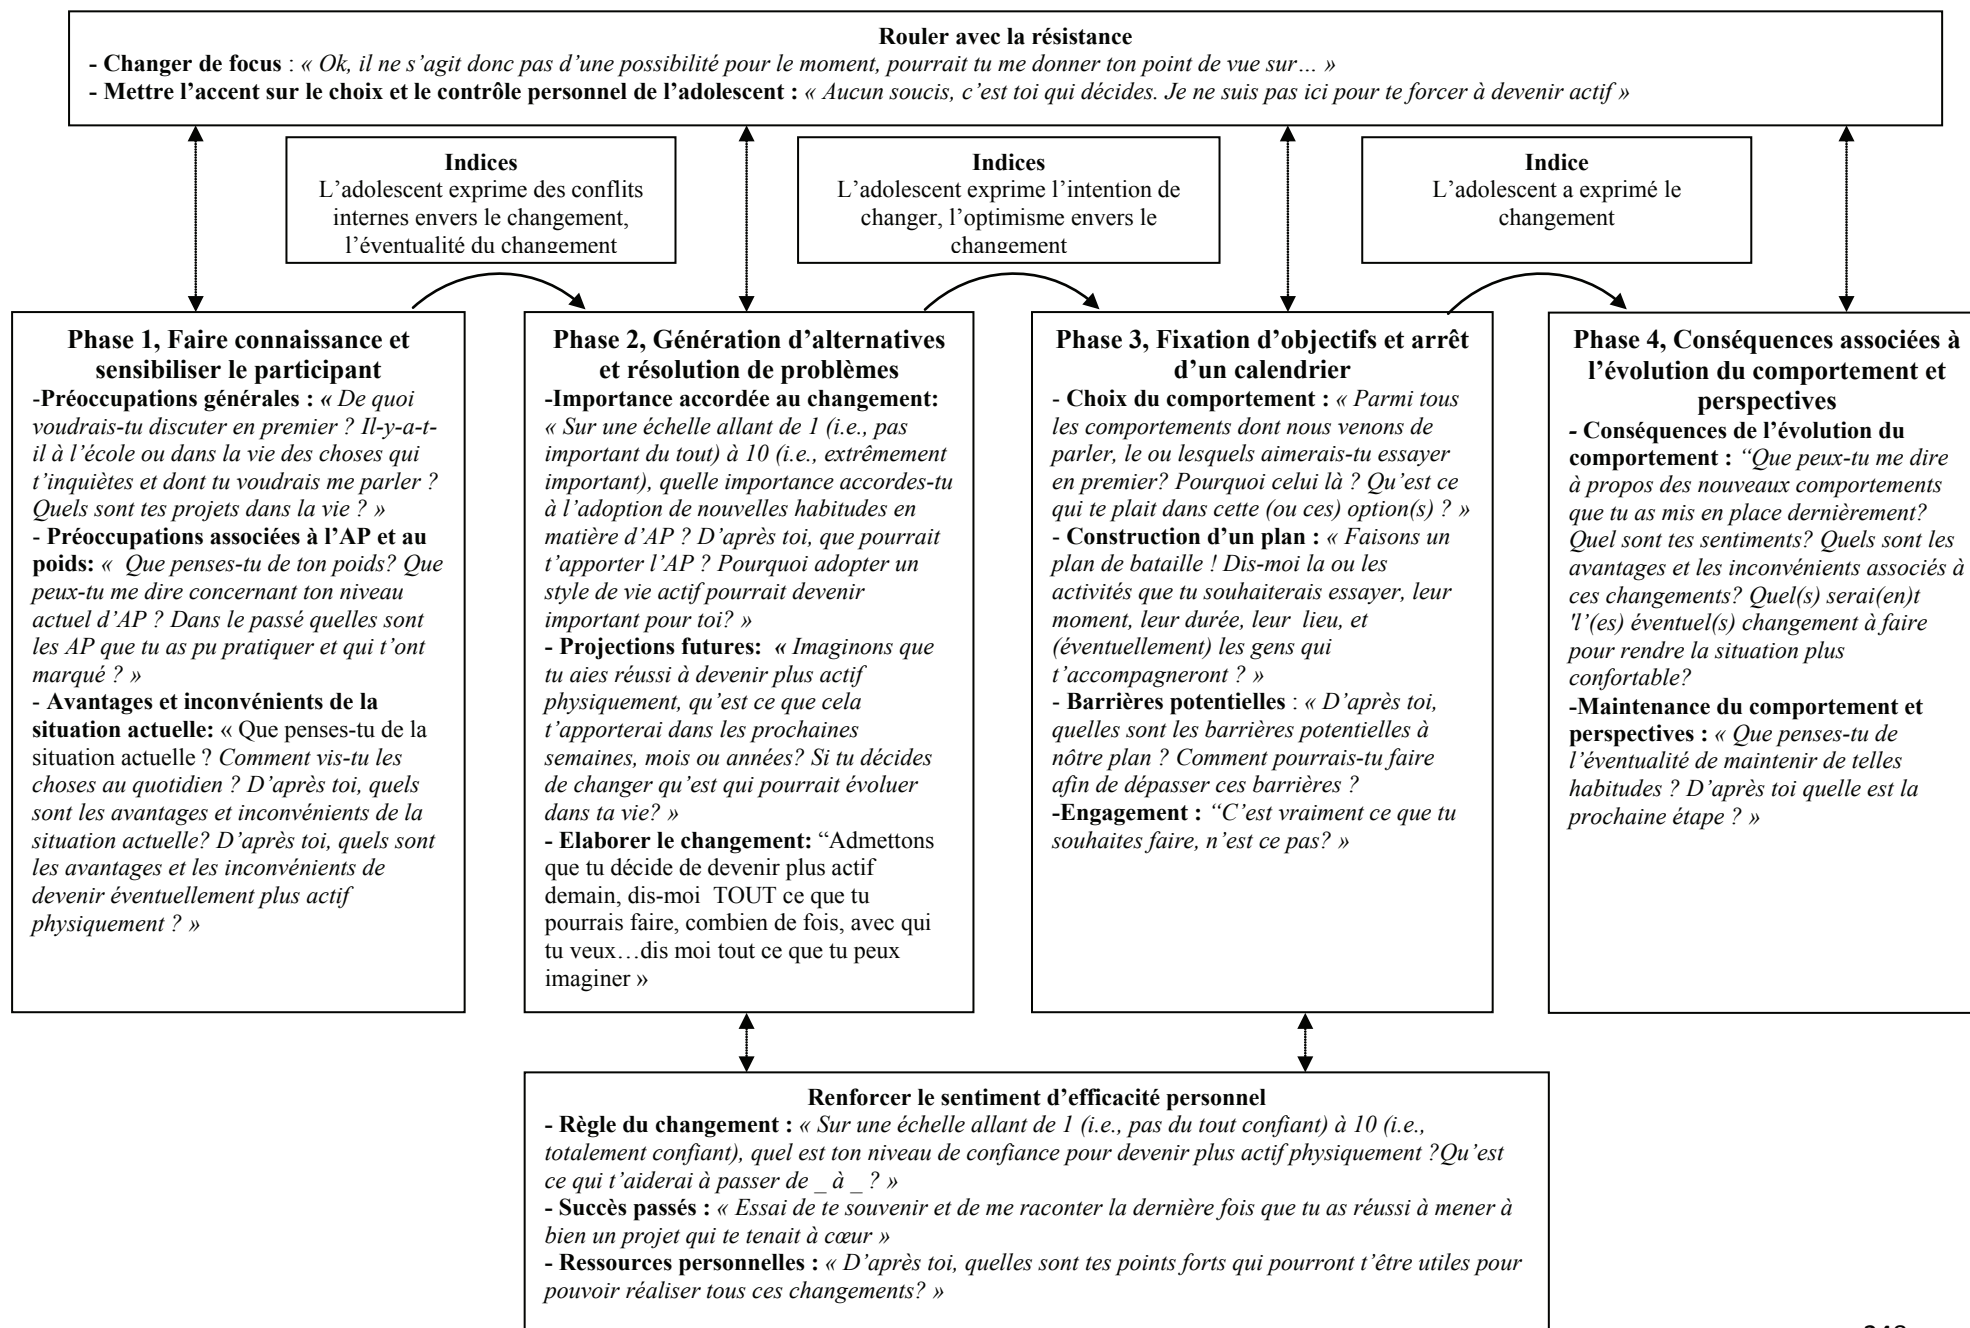 Rouler avec la résistance
- Changer de focus : « Ok, il ne s’agit donc pas d’une possibilité pour le moment, pourrait tu me donner ton point de vue sur… »
- Mettre l’accent sur le choix et le contrôle personnel de l’adolescent : « Aucun soucis, c’est toi qui décides. Je ne suis pas ici pour te forcer à devenir actif »
Indices
L’adolescent exprime des conflits
internes envers le changement,
l’éventualité du changement
Indices
L’adolescent exprime l’intention de
changer, l’optimisme envers le
changement
Indice
L’adolescent a exprimé le
changement
Phase 1, Faire connaissance et
sensibiliser le participant
-Préoccupations générales : « De quoi
voudrais-tu discuter en premier ? Il-y-a-t-
il à l’école ou dans la vie des choses qui
t’inquiètes et dont tu voudrais me parler ?
Quels sont tes projets dans la vie ? »
- Préoccupations associées à l’AP et au
poids: « Que penses-tu de ton poids? Que
peux-tu me dire concernant ton niveau
actuel d’AP ? Dans le passé quelles sont
les AP que tu as pu pratiquer et qui t’ont
marqué ? »
- Avantages et inconvénients de la
situation actuelle: « Que penses-tu de la
situation actuelle ? Comment vis-tu les
choses au quotidien ? D’après toi, quels
sont les avantages et inconvénients de la
situation actuelle? D’après toi, quels sont
les avantages et les inconvénients de
devenir éventuellement plus actif
physiquement ? »
Phase 2, Génération d’alternatives
et résolution de problèmes
-Importance accordée au changement:
« Sur une échelle allant de 1 (i.e., pas
important du tout) à 10 (i.e., extrêmement
important), quelle importance accordes-tu
à l’adoption de nouvelles habitudes en
matière d’AP ? D’après toi, que pourrait
t’apporter l’AP ? Pourquoi adopter un
style de vie actif pourrait devenir
important pour toi? »
- Projections futures: « Imaginons que
tu aies réussi à devenir plus actif
physiquement, qu’est ce que cela
t’apporterai dans les prochaines
semaines, mois ou années? Si tu décides
de changer qu’est qui pourrait évoluer
dans ta vie? »
- Elaborer le changement: “Admettons
que tu décide de devenir plus actif
demain, dis-moi TOUT ce que tu
pourrais faire, combien de fois, avec qui
tu veux…dis moi tout ce que tu peux
imaginer »
Phase 3, Fixation d’objectifs et arrêt
d’un calendrier
- Choix du comportement : « Parmi tous
les comportements dont nous venons de
parler, le ou lesquels aimerais-tu essayer
en premier? Pourquoi celui là ? Qu’est ce
qui te plait dans cette (ou ces) option(s) ? »
- Construction d’un plan : « Faisons un
plan de bataille ! Dis-moi la ou les
activités que tu souhaiterais essayer, leur
moment, leur durée, leur lieu, et
(éventuellement) les gens qui
t’accompagneront ? »
- Barrières potentielles : « D’après toi,
quelles sont les barrières potentielles à
nôtre plan ? Comment pourrais-tu faire
afin de dépasser ces barrières ?
-Engagement : “C’est vraiment ce que tu
souhaites faire, n’est ce pas? »
Phase 4, Conséquences associées à
l’évolution du comportement et
perspectives
- Conséquences de l’évolution du
comportement : “Que peux-tu me dire
à propos des nouveaux comportements
que tu as mis en place dernièrement?
Quel sont tes sentiments? Quels sont les
avantages et les inconvénients associés à
ces changements? Quel(s) serai(en)t
'l’(es) éventuel(s) changement à faire
pour rendre la situation plus
confortable?
-Maintenance du comportement et
perspectives : « Que penses-tu de
l’éventualité de maintenir de telles
habitudes ? D’après toi quelle est la
prochaine étape ? »
Renforcer le sentiment d’efficacité personnel
- Règle du changement : « Sur une échelle allant de 1 (i.e., pas du tout confiant) à 10 (i.e.,
totalement confiant), quel est ton niveau de confiance pour devenir plus actif physiquement ?Qu’est
ce qui t’aiderai à passer de _ à _ ? »
- Succès passés : « Essai de te souvenir et de me raconter la dernière fois que tu as réussi à mener à
bien un projet qui te tenait à cœur »
- Ressources personnelles : « D’après toi, quelles sont tes points forts qui pourront t’être utiles pour
pouvoir réaliser tous ces changements? »